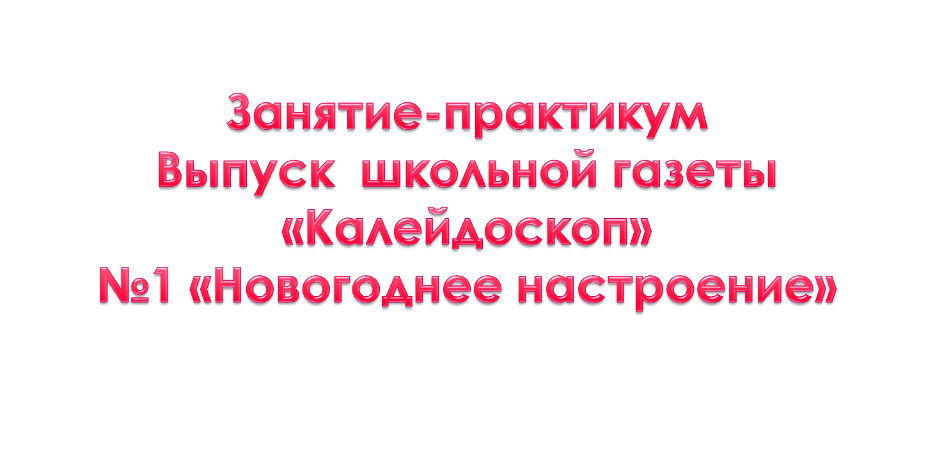 Занятие-практикум
Выпуск школьной газеты
«Калейдоскоп»
№1 «Новогоднее настроение»